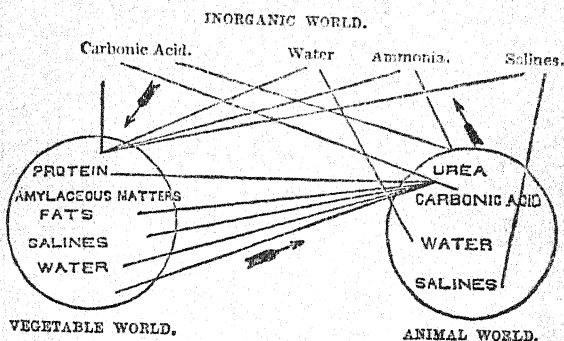 INORGANIC WORLD.
Carbonic Acid. Water Ammonia. Salines.
PROTEIN
AMYLACEOUS MATTERS
FATS
SALINES
WATER
UREA
CARBONIC ACID
WATER
SALINES
VEGETABLE WORLD.
ANIMAL WORLD.